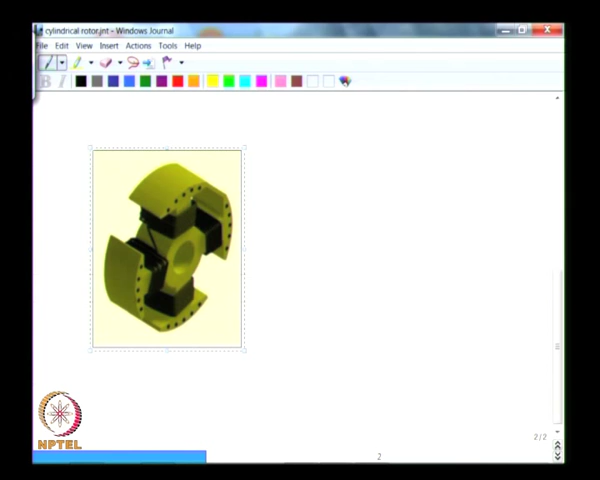 cylindrical rotor.jnt - Windows Journal
File Edit View Insert Actions Tools Help
B I
NPTEL
2/2
2